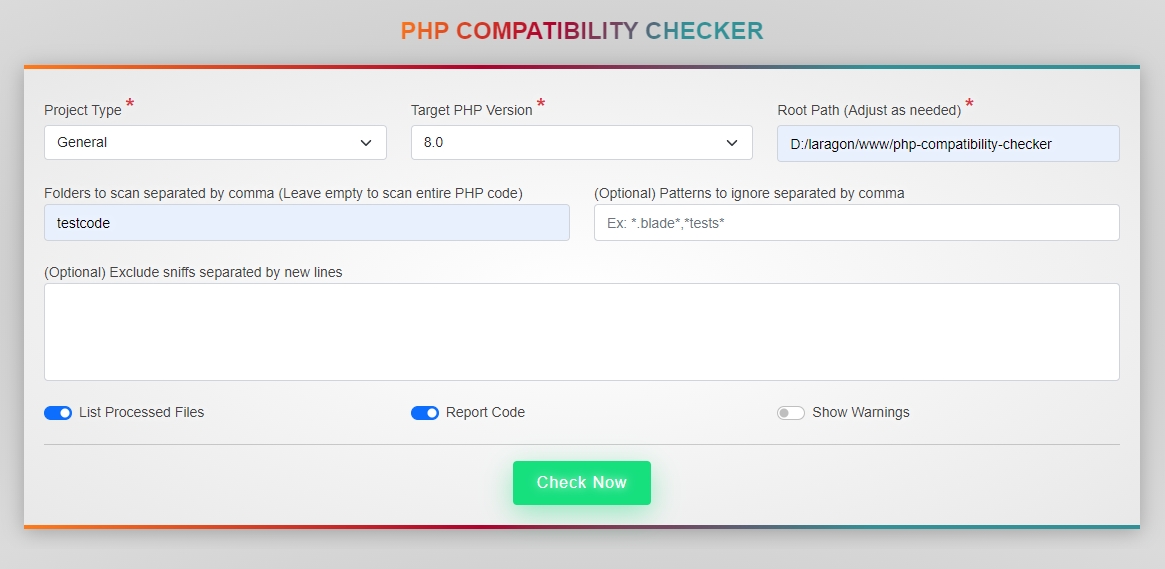 PHP COMPATIBILITY CHECKER
Project Type *
Target PHP Version *
Root Path (Adjust as needed) *
General
8.0
D:/laragon/www/php-compatibility-checker
Folders to scan separated by comma (Leave empty to scan entire PHP code)
(Optional) Patterns to ignore separated by comma
testcode
Ex: *.blade*,*tests*
(Optional) Exclude sniffs separated by new lines
List Processed Files
Report Code
Show Warnings
Check Now